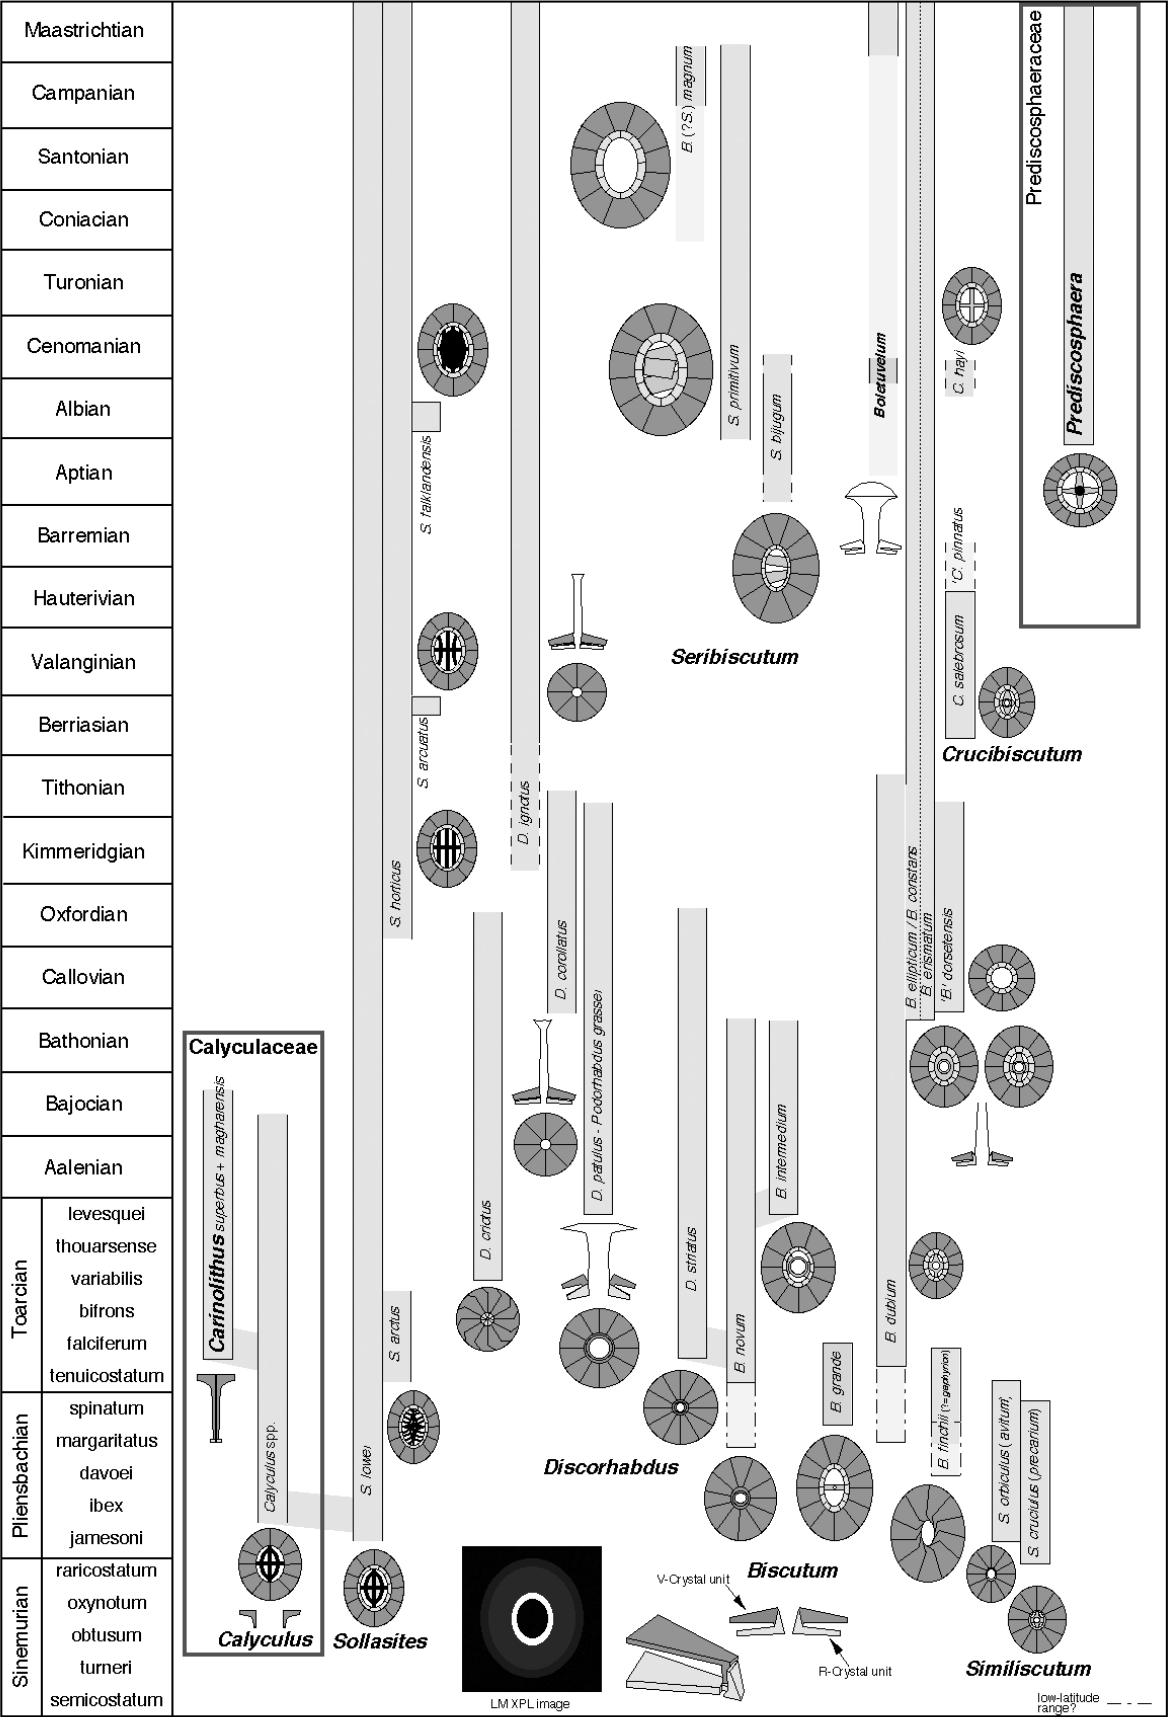 Maastrichtian
Campanian
Santonian
Coniacian
Turonian
Cenomanian
Albian
Aptian
Barremian
Hauterivian
Valanginian
Berriasian
Tithonian
Kimmeridgian
Oxfordian
Callovian
Bathonian
Bajocian
Aalenian
Toarcian
levesquei
thouarsense
variabilis
bifrons
falciferum
tenuicostatum
Pliensbachian
spinatum
margaritatus
davoei
ibex
jamesoni
Sinemurian
raricostatum
oxynotum
obtusum
turneri
semicostatum
Calyculaceae
Carinolithus superbus + magharensis
Calyculus spp.
Calyculus
S. lowei
S. horticus
S. falklandensis
S. arcuatus
S. arctus
Sollasites
D. ignotus
D. corollatus
D. patulus - Podorhabdus grassei
D. criotus
D. striatus
Discorhabdus
B. (?S.) magnum
S. primitivum
S. bijugum
Seribiscutum
B. novum
B. intermedium
B. grande
B. dubium
B. finchii (?=gephyrion)
Biscutum
Boletuvelum
B. ellipticum / B. constans
B. erismatum
'B.' dorsetensis
C. hayi
'C'. pinnatus
C. salebrosum
Crucibiscutum
Prediscosphaeraceae
Prediscosphaera
S. orbiculus (avitum)
S. cruciulus (precarium)
Similiscutum
LM XPL image
V-Crystal unit
R-Crystal unit
low-latitude
range?